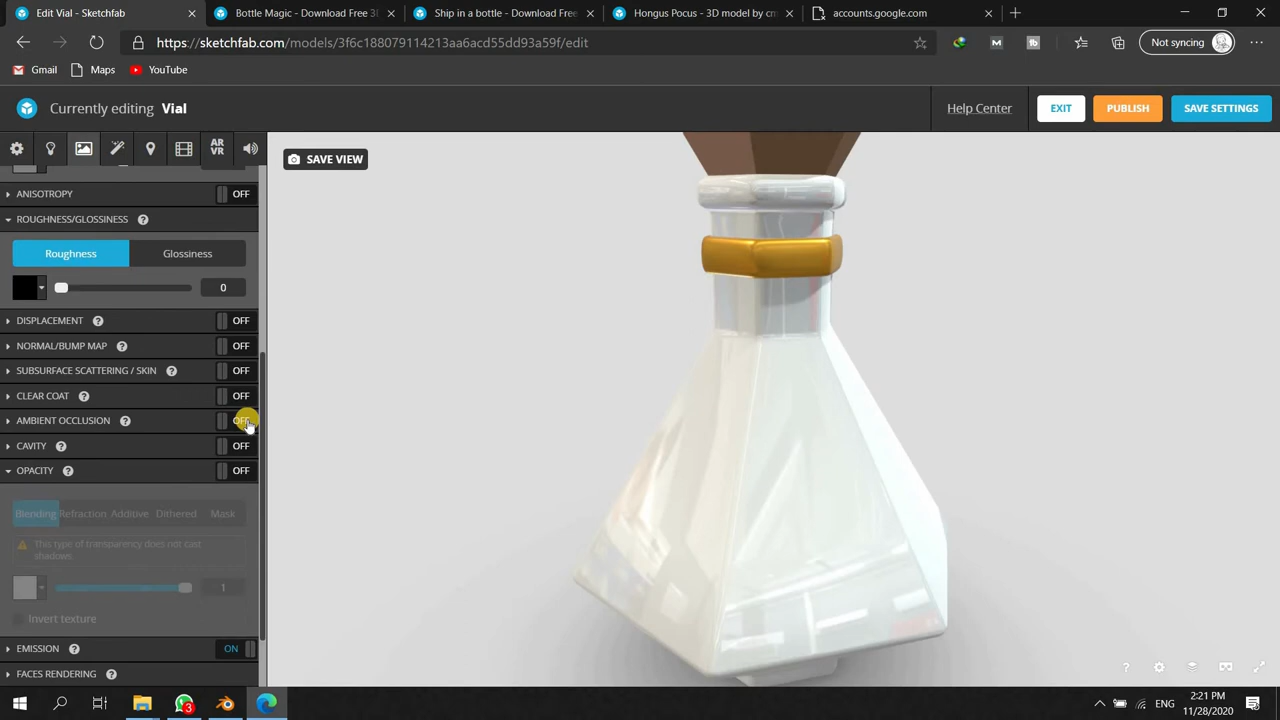 Edit Vial - Sketchfab
Bottle Magic - Download Free 3
Ship in a bottle - Download Free
Hongus Pocus - 3D model by cm
accounts.google.com
https://sketchfab.com/models/3f6c188079114213aa6acd55dd93a59f/edit
Not syncing
Gmail
Maps
YouTube
Currently editing Vial
Help Center
EXIT
PUBLISH
SAVE SETTINGS
AR
VR
SAVE VIEW
ANISOTROPY OFF
ROUGHNESS/GLOSSINESS ?
Roughness Glossiness
0
DISPLACEMENT ? OFF
NORMAL/BUMP MAP ? OFF
SUBSURFACE SCATTERING / SKIN ? OFF
CLEAR COAT ? OFF
AMBIENT OCCLUSION ? OFF
CAVITY ? OFF
OPACITY ? OFF
Blending Refraction Additive Dithered Mask
This type of transparency does not cast
shadows.
1
Invert texture
EMISSION ? ON
FACES RENDERING ?
?
3
ENG
2:21 PM
11/28/2020